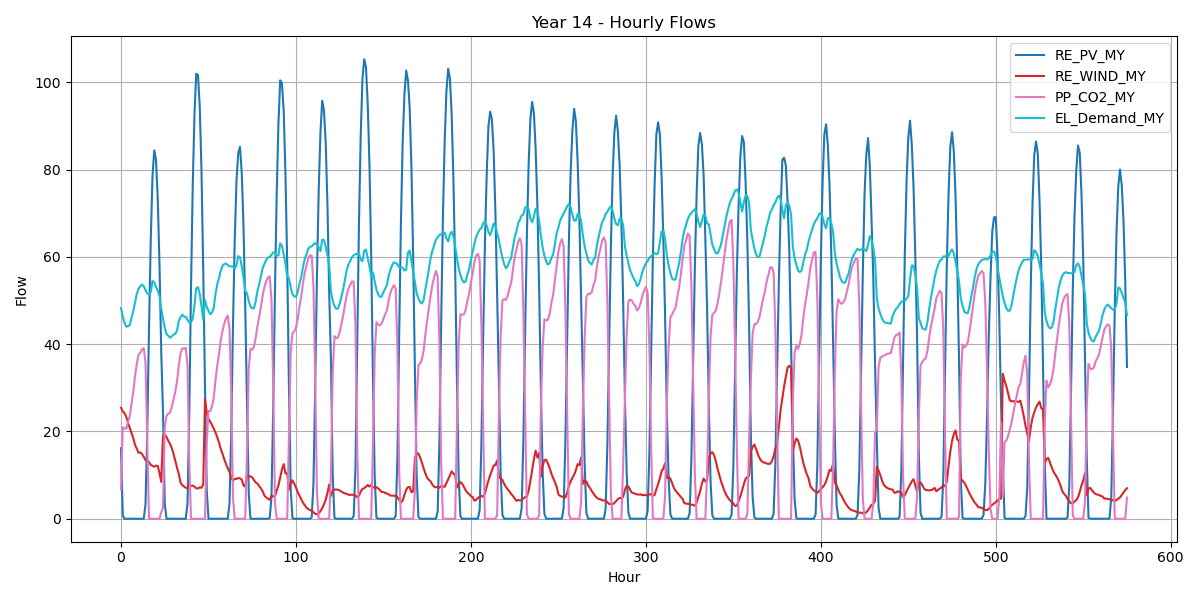 Year 14 - Hourly Flows
RE_PV_MY
RE_WIND_MY
PP_CO2_MY
EL_Demand_MY
Flow
100
80
60
40
20
0
0 100 200 300 400 500 600
Hour